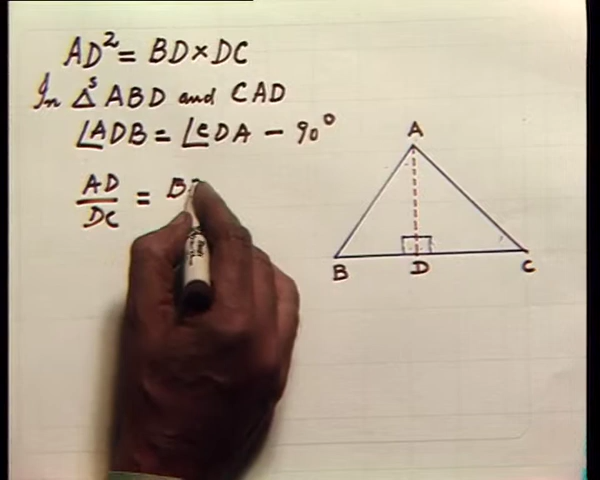 AD² = BD × DC
In Δˢ ABD and CAD
∠ADB = ∠CDA – 90°
AD/DC = B
A
B
D
C